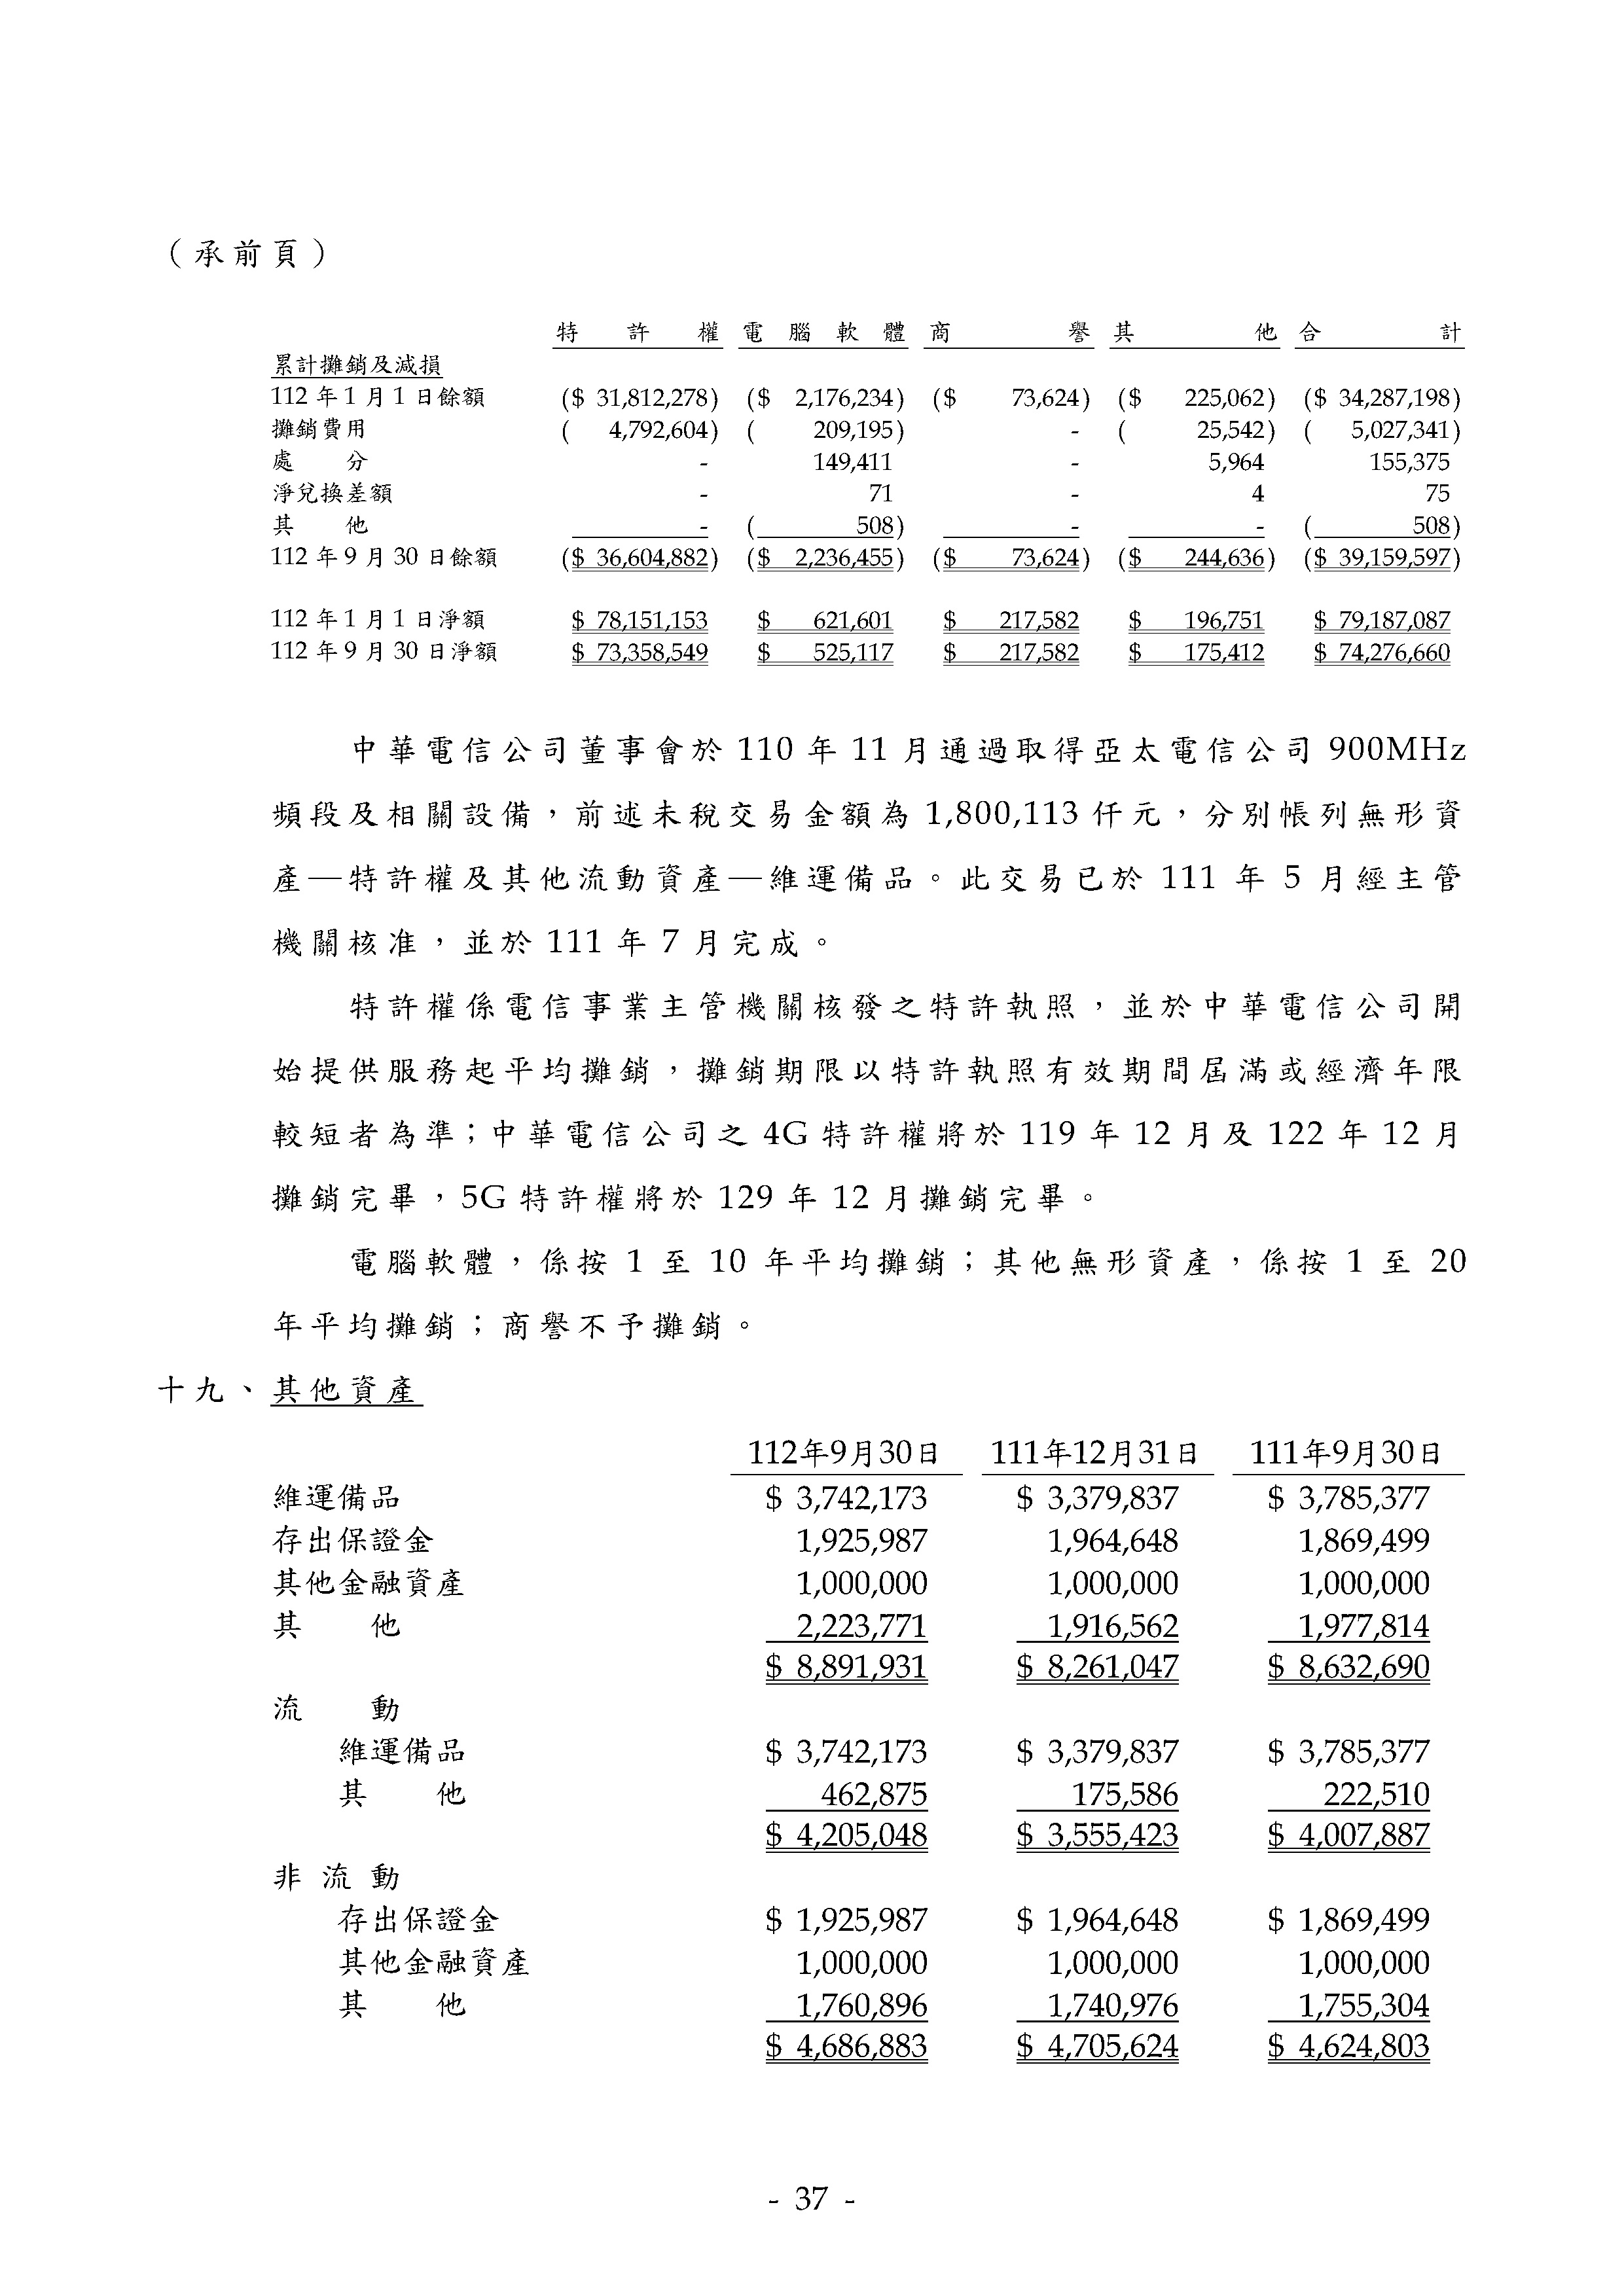 （承前頁）
特許權 電腦軟體 商譽 其他 合計
累計攤銷及減損
112年1月1日餘額 ($ 31,812,278) ($ 2,176,234) ($ 73,624) ($ 225,062) ($ 34,287,198)
攤銷費用 ( 4,792,604) ( 209,195) - ( 25,542) ( 5,027,341)
處分 - 149,411 - 5,964 155,375
淨兌換差額 - 71 - 4 75
其他 - ( 508) - - ( 508)
112年9月30日餘額 ($ 36,604,882) ($ 2,236,455) ($ 73,624) ($ 244,636) ($ 39,159,597)
112年1月1日淨額 $ 78,151,153 $ 621,601 $ 217,582 $ 196,751 $ 79,187,087
112年9月30日淨額 $ 73,358,549 $ 525,117 $ 217,582 $ 175,412 $ 74,276,660
中華電信公司董事會於 110 年 11 月通過取得亞太電信公司 900MHz
頻段及相關設備，前述未稅交易金額為 1,800,113 仟元，分別帳列無形資
產—特許權及其他流動資產—維運備品。此交易已於 111 年 5 月經主管
機關核准，並於 111 年 7 月完成。
特許權係電信事業主管機關核發之特許執照，並於中華電信公司開
始提供服務起平均攤銷，攤銷期限以特許執照有效期間屆滿或經濟年限
較短者為準；中華電信公司之 4G 特許權將於 119 年 12 月及 122 年 12 月
攤銷完畢，5G 特許權將於 129 年 12 月攤銷完畢。
電腦軟體，係按 1 至 10 年平均攤銷；其他無形資產，係按 1 至 20
年平均攤銷；商譽不予攤銷。
十九、其他資產
112年9月30日 111年12月31日 111年9月30日
維運備品 $ 3,742,173 $ 3,379,837 $ 3,785,377
存出保證金 1,925,987 1,964,648 1,869,499
其他金融資產 1,000,000 1,000,000 1,000,000
其他 2,223,771 1,916,562 1,977,814
$ 8,891,931 $ 8,261,047 $ 8,632,690
流動
維運備品 $ 3,742,173 $ 3,379,837 $ 3,785,377
其他 462,875 175,586 222,510
$ 4,205,048 $ 3,555,423 $ 4,007,887
非流動
存出保證金 $ 1,925,987 $ 1,964,648 $ 1,869,499
其他金融資產 1,000,000 1,000,000 1,000,000
其他 1,760,896 1,740,976 1,755,304
$ 4,686,883 $ 4,705,624 $ 4,624,803
- 37 -